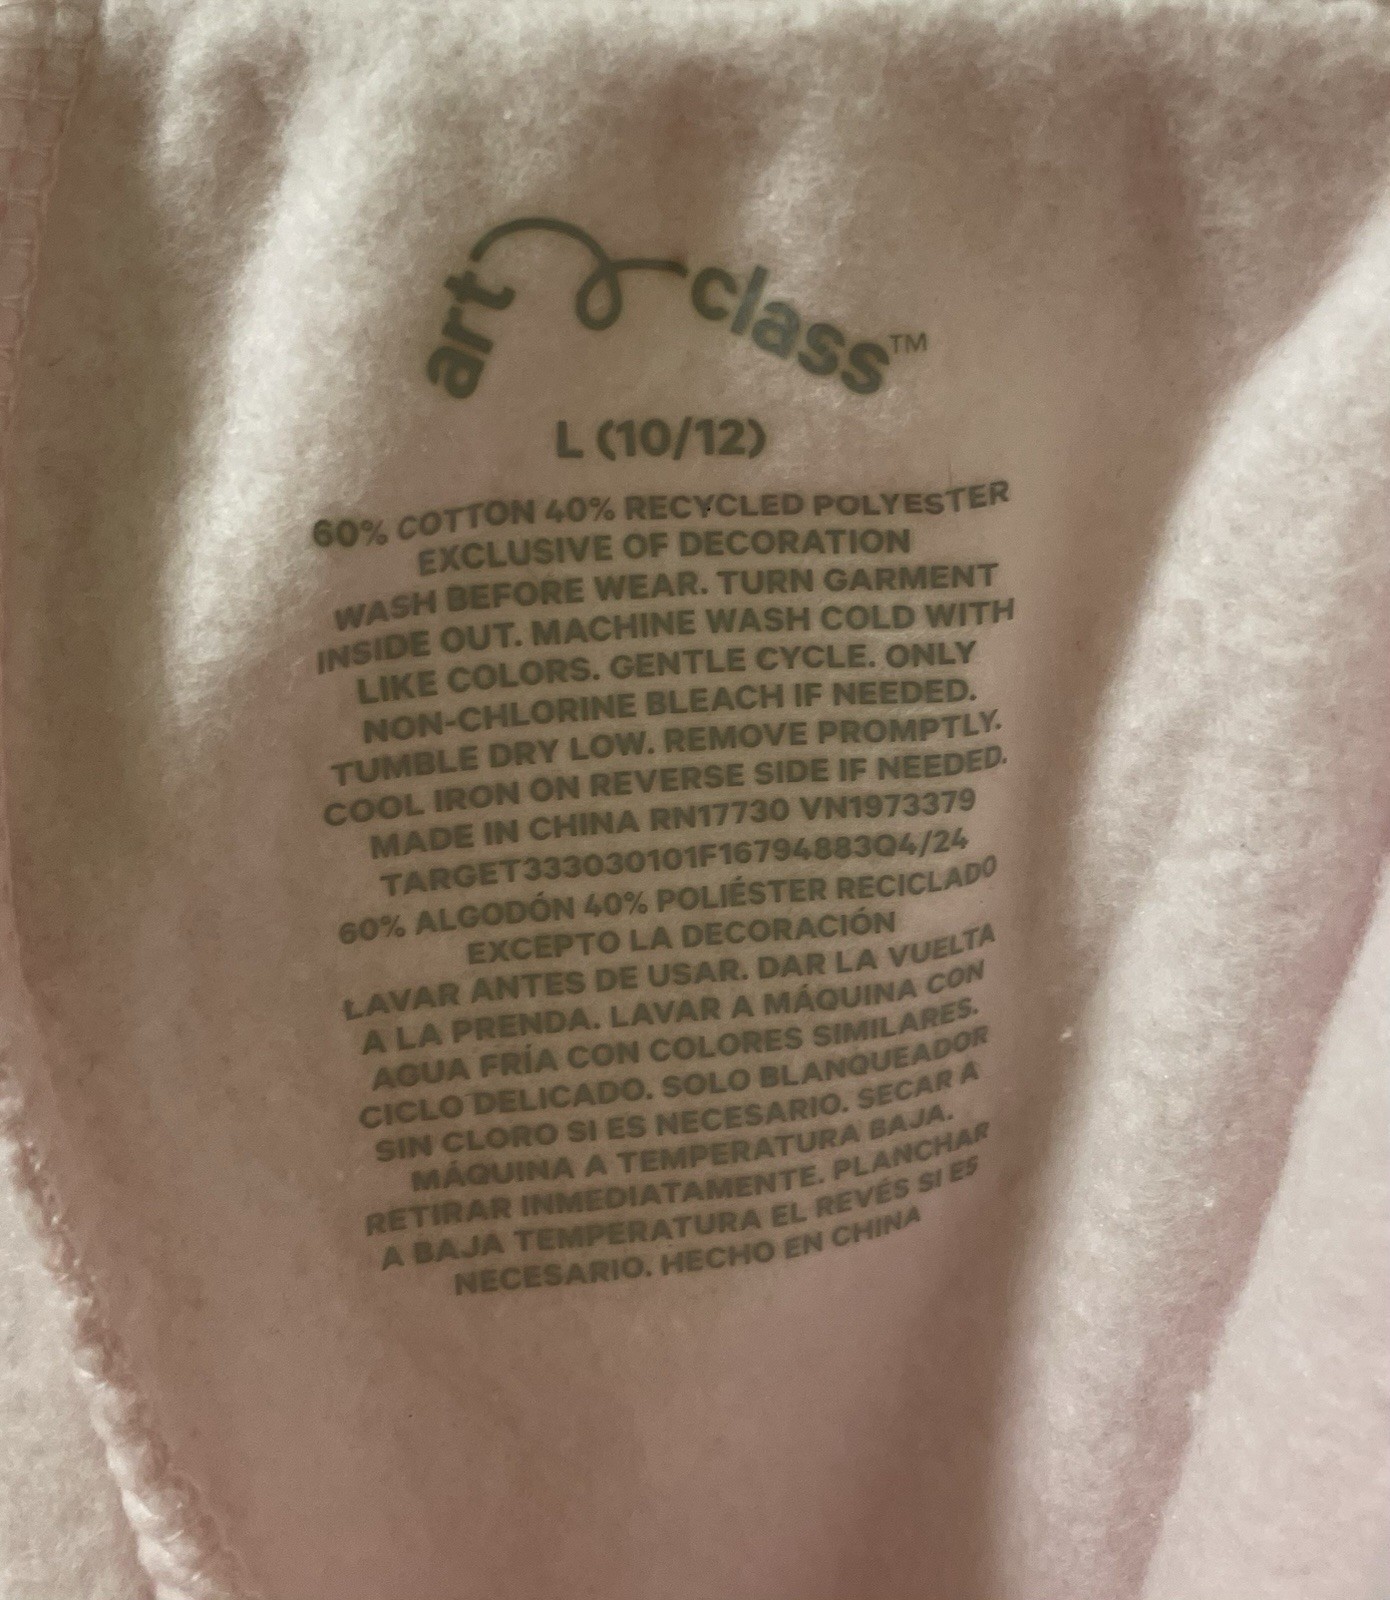 art class™
L (10/12)
60% COTTON 40% RECYCLED POLYESTER
EXCLUSIVE OF DECORATION
WASH BEFORE WEAR. TURN GARMENT
INSIDE OUT. MACHINE WASH COLD WITH
LIKE COLORS. GENTLE CYCLE. ONLY
NON-CHLORINE BLEACH IF NEEDED.
TUMBLE DRY LOW. REMOVE PROMPTLY.
COOL IRON ON REVERSE SIDE IF NEEDED.
MADE IN CHINA RN17730 VN1973379
TARGET333030101F16794883Q4/24
60% ALGODÓN 40% POLIÉSTER RECICLADO
EXCEPTO LA DECORACIÓN
LAVAR ANTES DE USAR. DAR LA VUELTA
A LA PRENDA. LAVAR A MÁQUINA CON
AGUA FRÍA CON COLORES SIMILARES.
CICLO DELICADO. SOLO BLANQUEADOR
SIN CLORO SI ES NECESARIO. SECAR A
MÁQUINA A TEMPERATURA BAJA.
RETIRAR INMEDIATAMENTE. PLANCHAR
A BAJA TEMPERATURA EL REVÉS SI ES
NECESARIO. HECHO EN CHINA